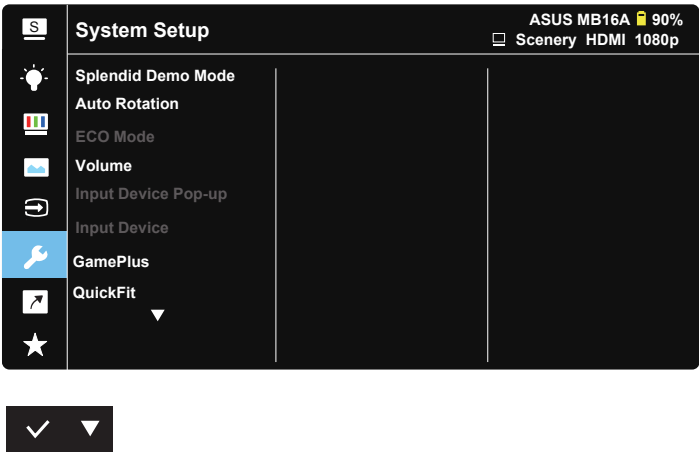 S
System Setup
ASUS MB16A 90%
Scenery HDMI 1080p
Splendid Demo Mode
Auto Rotation
ECO Mode
Volume
Input Device Pop-up
Input Device
GamePlus
QuickFit